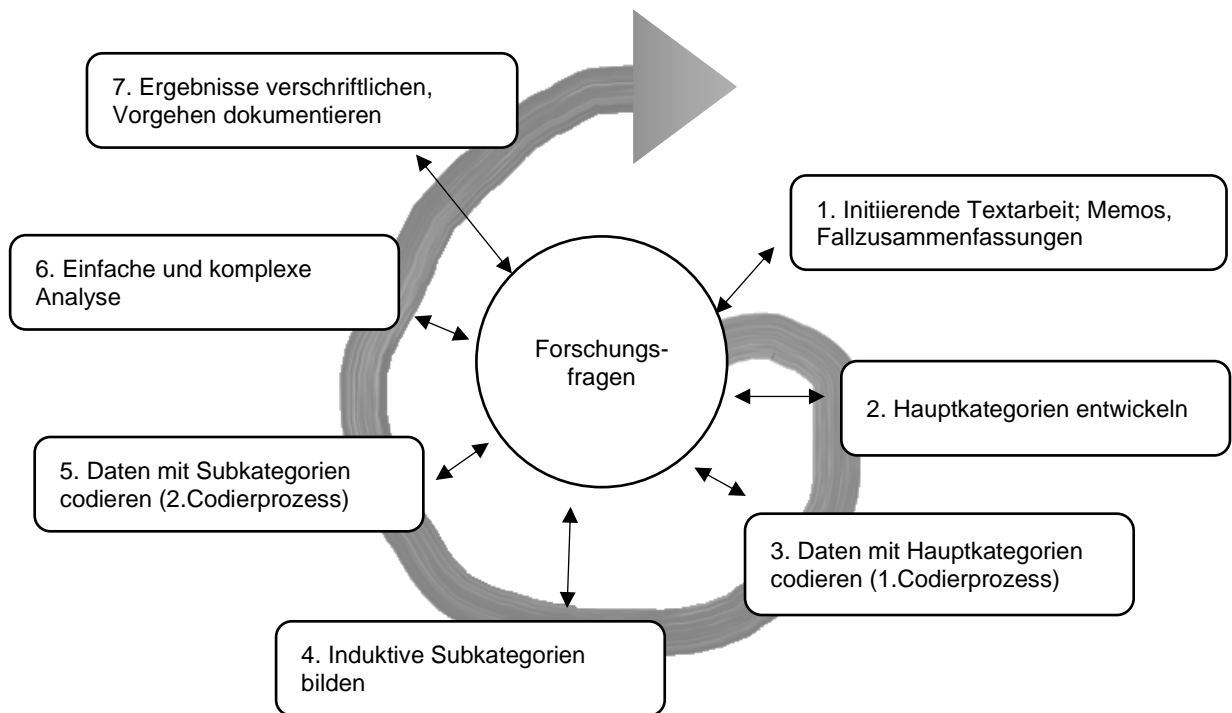 7. Ergebnisse verschriftlichen,
Vorgehen dokumentieren
1. Initiierende Textarbeit; Memos,
Fallzusammenfassungen
6. Einfache und komplexe
Analyse
Forschungs-
fragen
2. Hauptkategorien entwickeln
5. Daten mit Subkategorien
codieren (2.Codierprozess)
3. Daten mit Hauptkategorien
codieren (1.Codierprozess)
4. Induktive Subkategorien
bilden